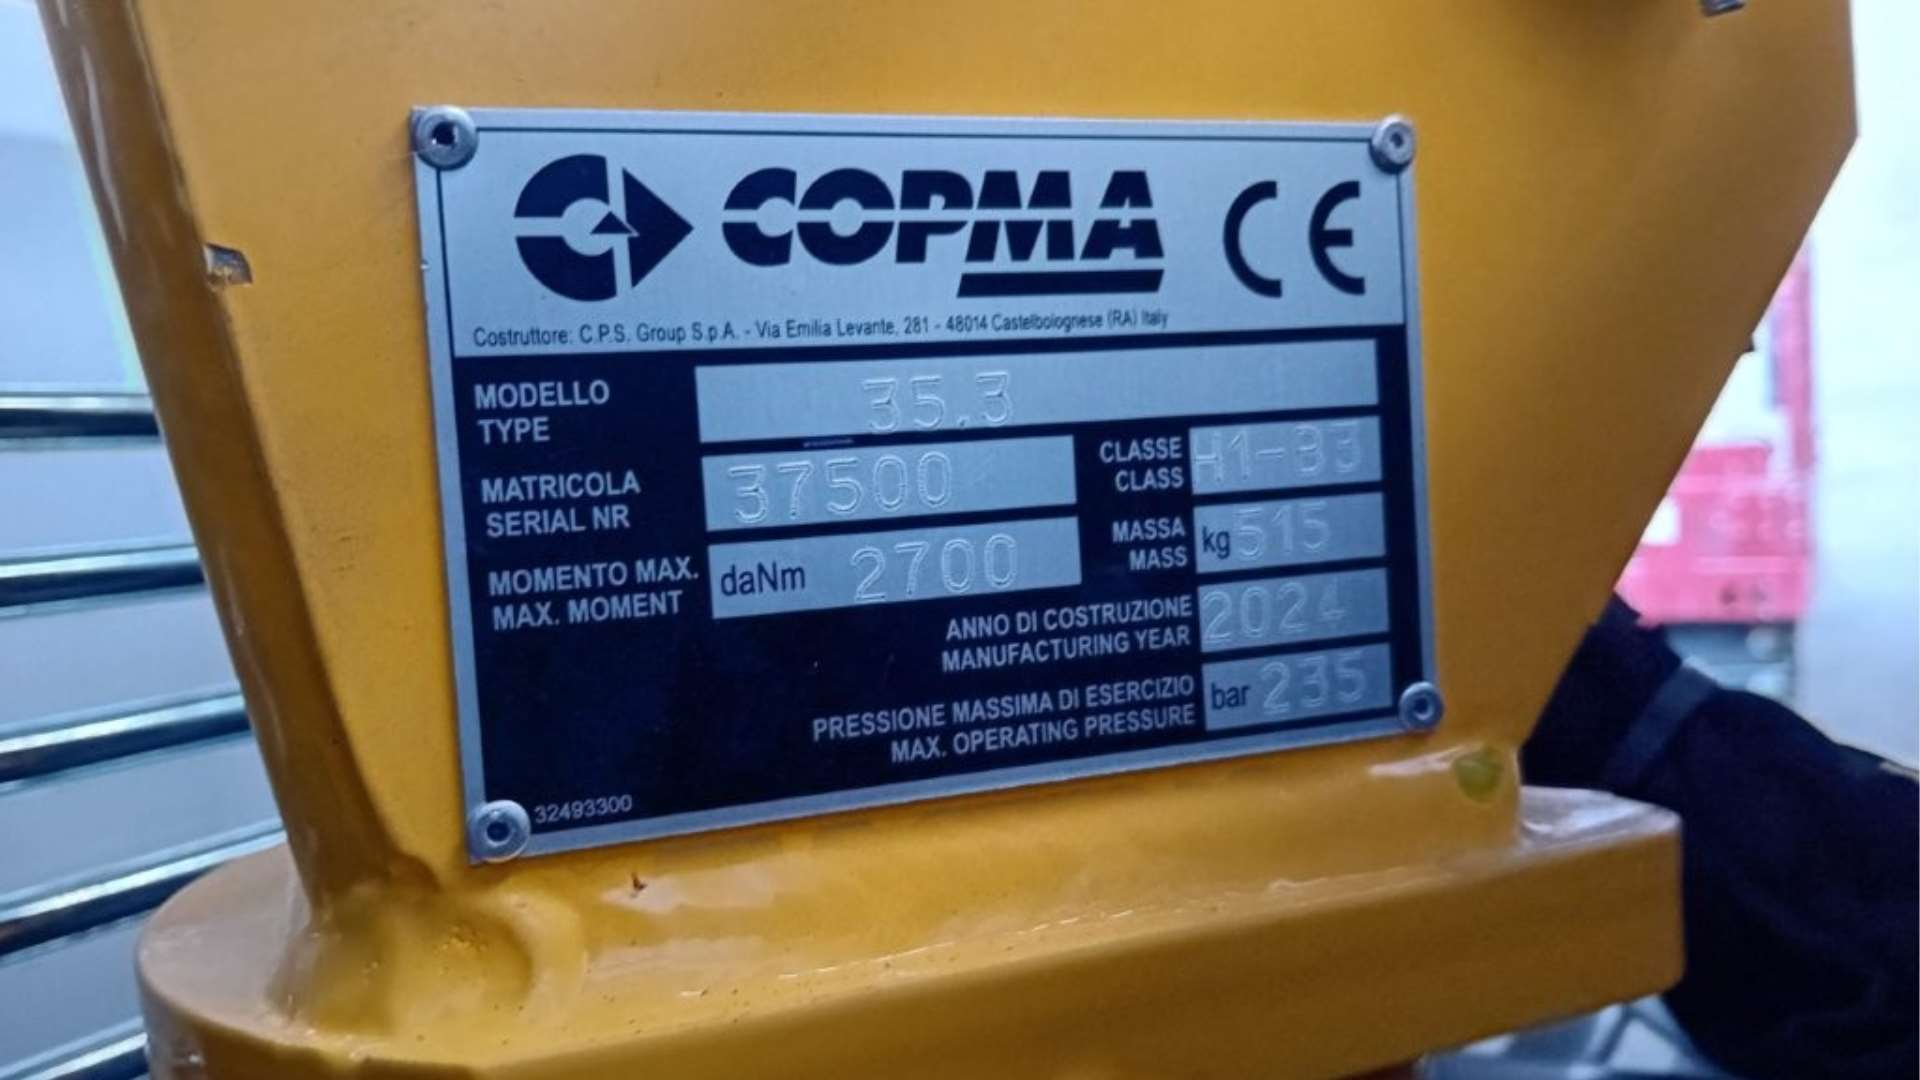 COPMA CE
Costruttore: C.P.S. Group S.p.A. - Via Emilia Levante, 281 - 48014 Castelbolognese (RA) Italy
MODELLO
TYPE
35.3
MATRICOLA
SERIAL NR
37500
CLASSE
CLASS
H1-B3
MOMENTO MAX.
MAX. MOMENT
daNm 2700
MASSA
MASS
kg 515
ANNO DI COSTRUZIONE
MANUFACTURING YEAR
2024
PRESSIONE MASSIMA DI ESERCIZIO
MAX. OPERATING PRESSURE
bar 235
32493300